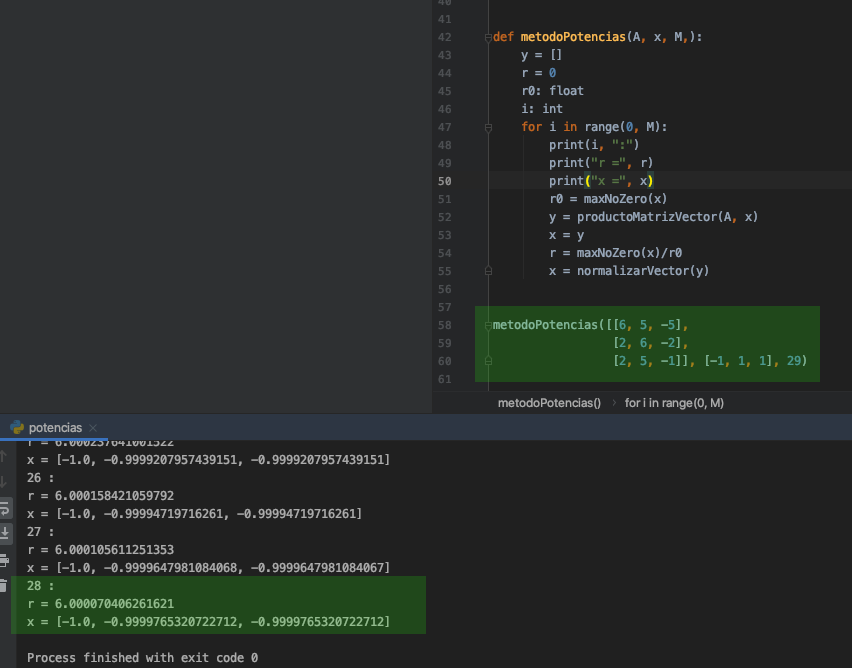 40
41
42 def metodoPotencias(A, x, M,):
43 y = []
44 r = 0
45 r0: float
46 i: int
47 for i in range(0, M):
48 print(i, ":")
49 print("r =", r)
50 print("x =", x)
51 r0 = maxNoZero(x)
52 y = productoMatrizVector(A, x)
53 x = y
54 r = maxNoZero(x)/r0
55 x = normalizarVector(y)
56
57
58 metodoPotencias([[6, 5, -5],
59 [2, 6, -2],
60 [2, 5, -1]], [-1, 1, 1], 29)
61
metodoPotencias() › for i in range(0, M)
potencias ×
r = 6.000237641001522
x = [-1.0, -0.9999207957439151, -0.9999207957439151]
26 :
r = 6.000158421059792
x = [-1.0, -0.99994719716261, -0.99994719716261]
27 :
r = 6.000105611251353
x = [-1.0, -0.9999647981084068, -0.9999647981084067]
28 :
r = 6.000070406261621
x = [-1.0, -0.9999765320722712, -0.9999765320722712]
Process finished with exit code 0